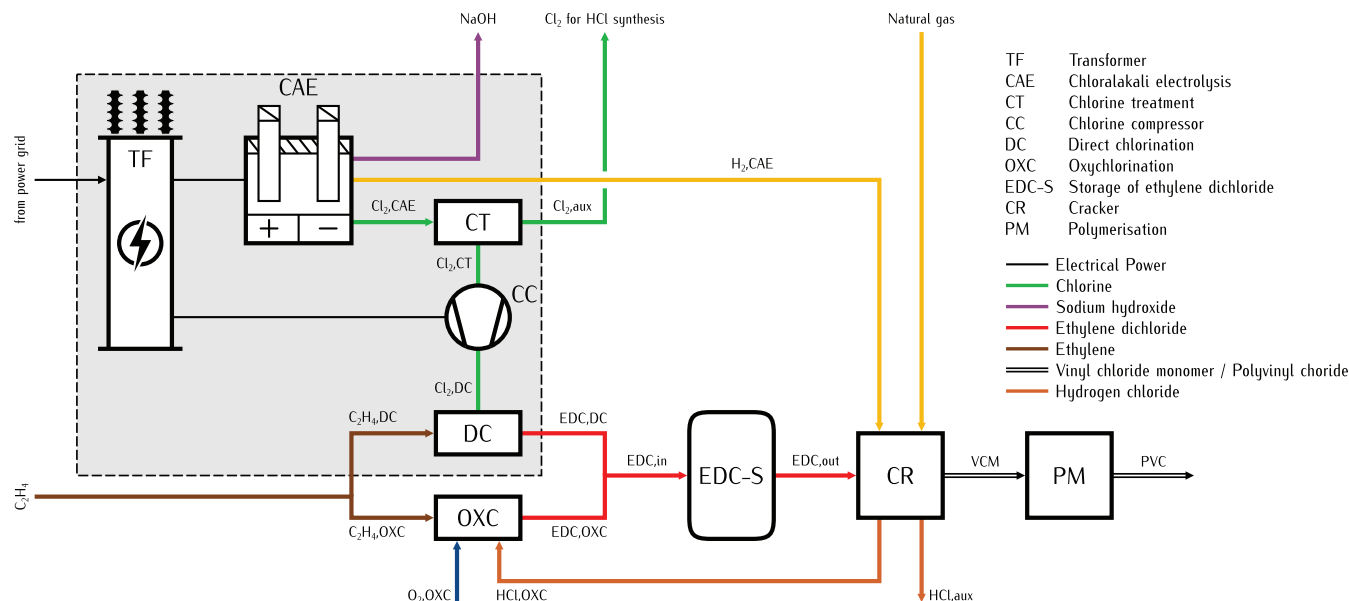 NaOH
Cl₂ for HCl synthesis
Natural gas
CAE
TF
from power grid
H₂,CAE
Cl₂,CAE
CT
Cl₂,aux
Cl₂,CT
CC
+
−
Cl₂,DC
C₂H₄,DC
DC
EDC,DC
EDC,in
EDC-S
EDC,out
CR
VCM
PM
PVC
C₂H₄
OXC
C₂H₄,OXC
EDC,OXC
O₂,OXC
HCl,OXC
HCl,aux
TF Transformer
CAE Chloralakali electrolysis
CT Chlorine treatment
CC Chlorine compressor
DC Direct chlorination
OXC Oxychlorination
EDC-S Storage of ethylene dichloride
CR Cracker
PM Polymerisation
Electrical Power
Chlorine
Sodium hydroxide
Ethylene dichloride
Ethylene
Vinyl chloride monomer / Polyvinyl choride
Hydrogen chloride